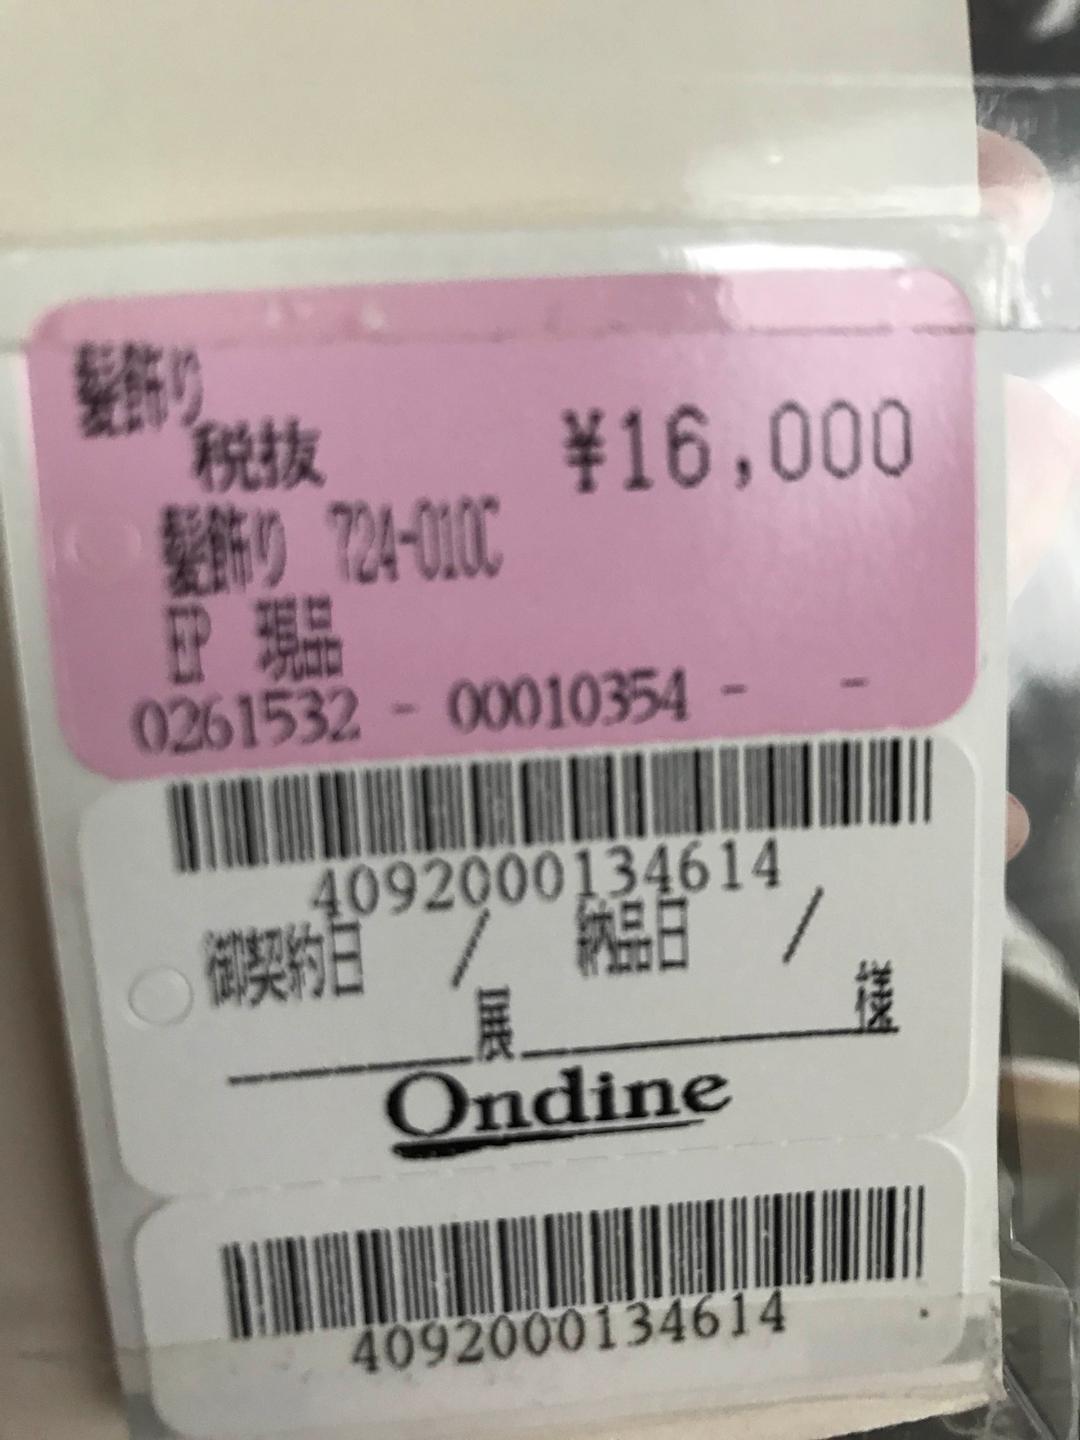 髪飾り
税抜 ¥16,000
髪飾り 724-010C
EP 現品
0261532 - 00010354 - -
4092000134614
御契約日 / 納品日 /
展 様
Ondine
4092000134614